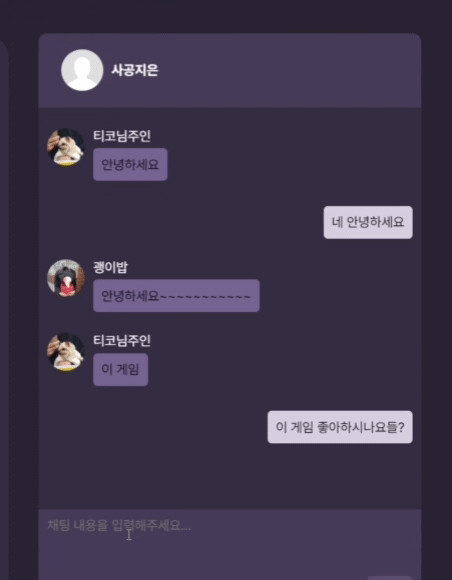 사공지은
티코님주인
안녕하세요
네 안녕하세요
괭이밥
안녕하세요~~~~~~~~~~~
티코님주인
이 게임
이 게임 좋아하시나요들?
채팅 내용을 입력해주세요...